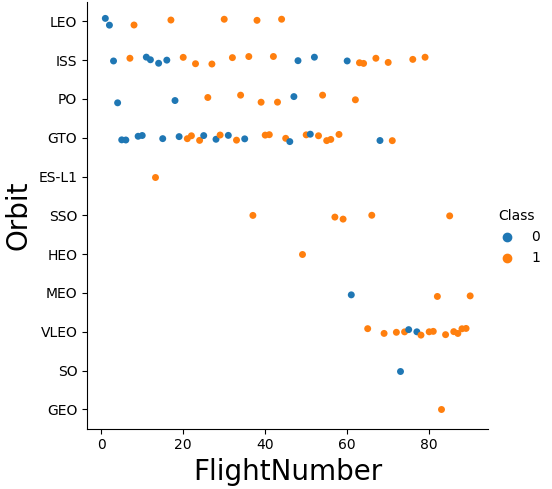 LEO
ISS
PO
GTO
ES-L1
SSO
HEO
MEO
VLEO
SO
GEO
Orbit
0 20 40 60 80
FlightNumber
Class
0
1